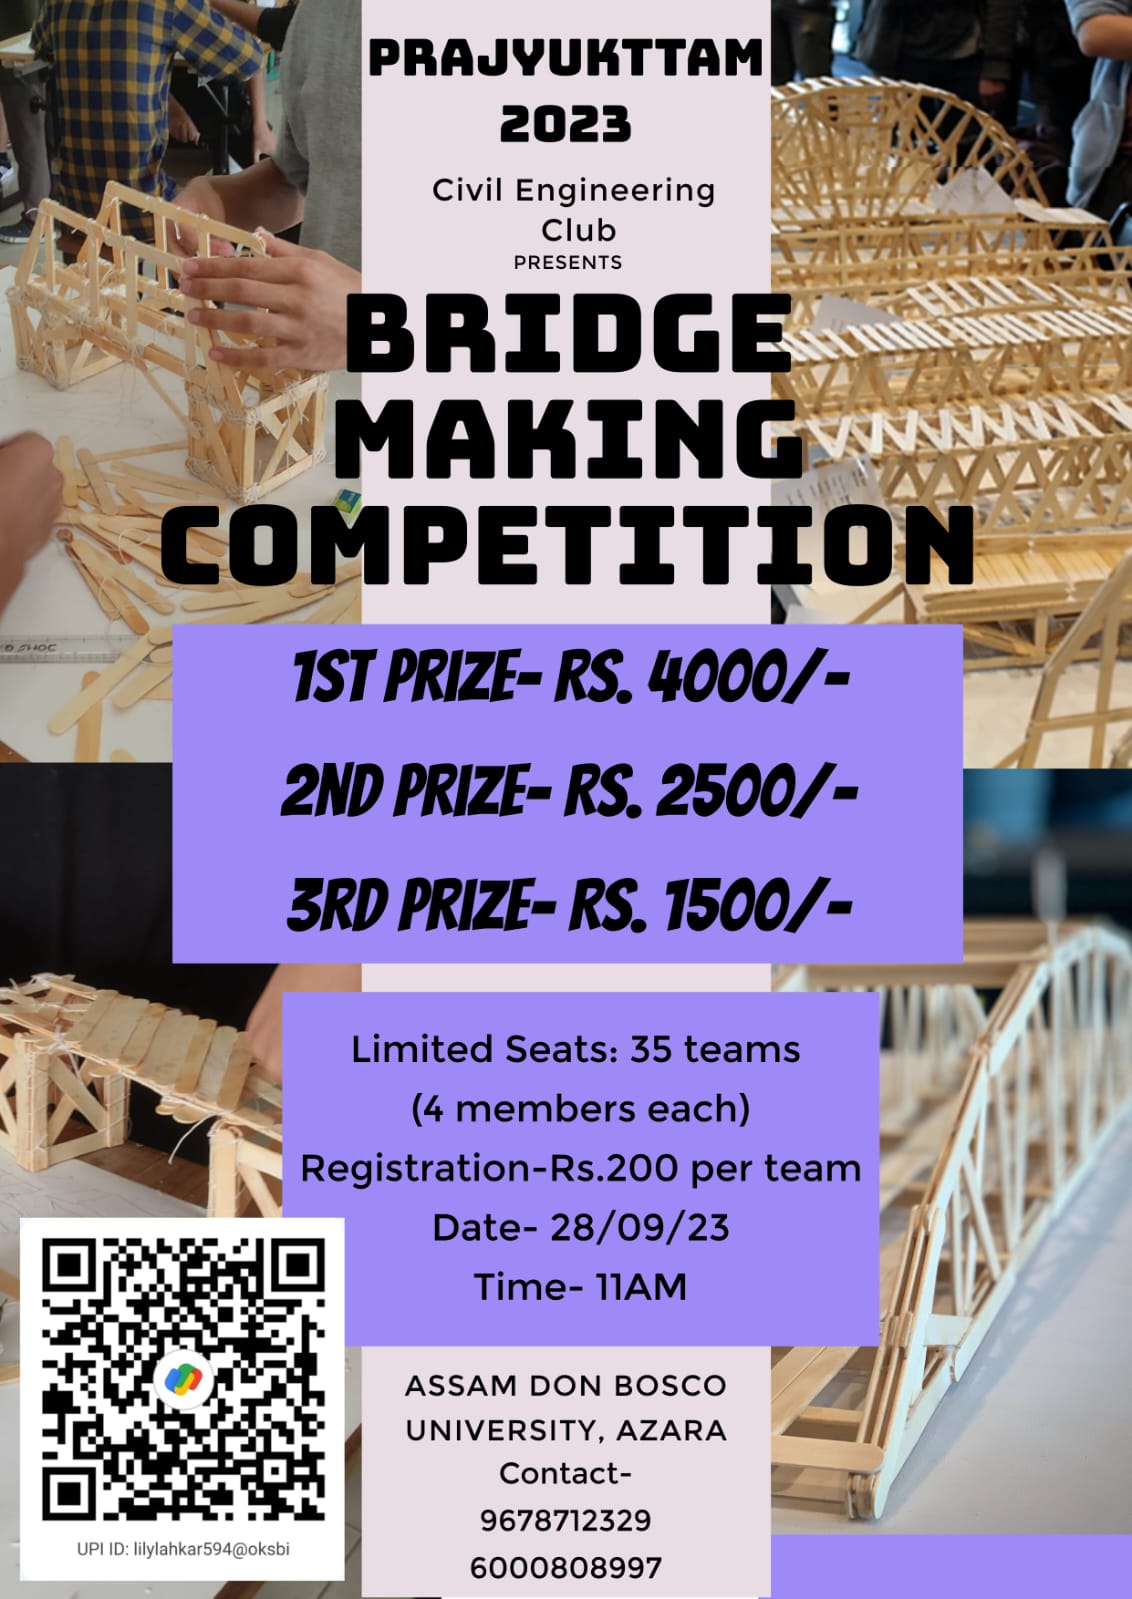 PRAJYUKTTAM
2023
Civil Engineering
Club
PRESENTS
BRIDGE
MAKING
COMPETITION
1ST PRIZE- RS. 4000/-
2ND PRIZE- RS. 2500/-
3RD PRIZE- RS. 1500/-
Limited Seats: 35 teams
(4 members each)
Registration-Rs.200 per team
Date- 28/09/23
Time- 11AM
UPI ID: lilylahkar594@oksbi
ASSAM DON BOSCO
UNIVERSITY, AZARA
Contact-
9678712329
6000808997